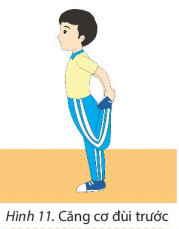 Hình 11. Căng cơ đùi trước